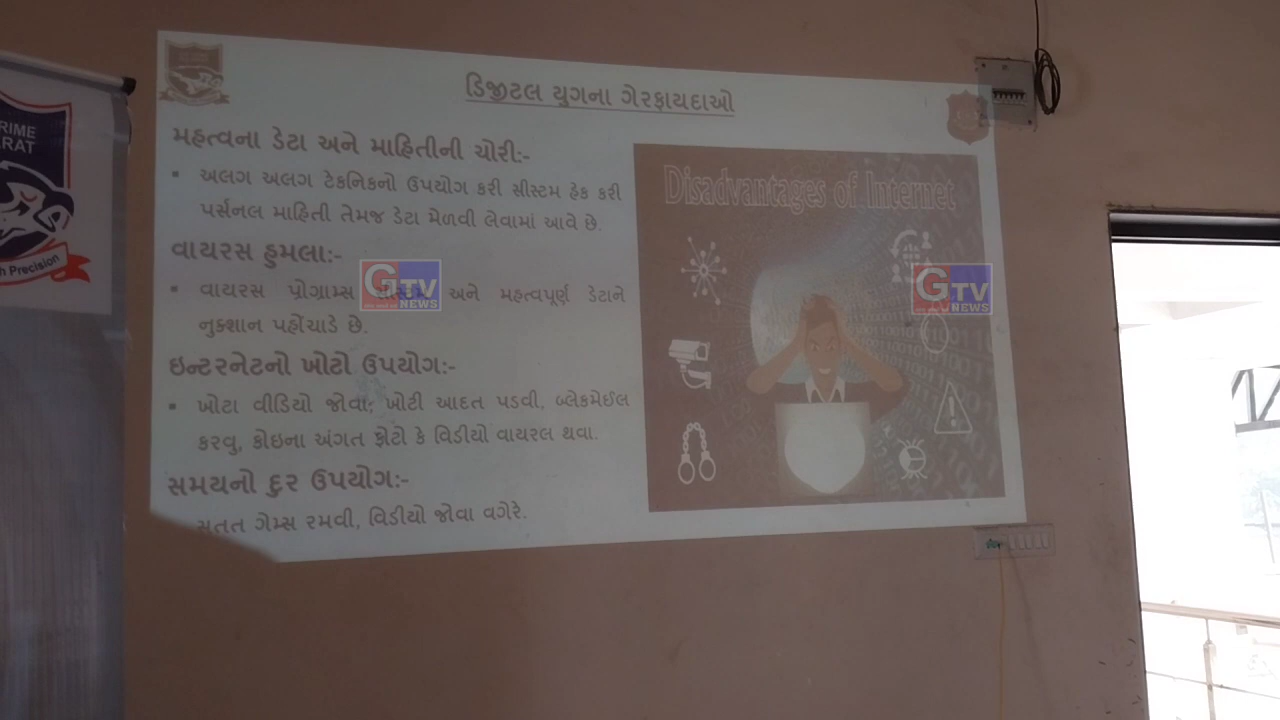 ડિજીટલ યુગના ગેરફાયદાઓ
મહત્વના ડેટા અને માહિતીની ચોરી:-
▪ અલગ અલગ ટેકનિકનો ઉપયોગ કરી સીસ્ટમ હેક કરી
પર્સનલ માહિતી તેમજ ડેટા મેળવી લેવામાં આવે છે.
વાયરસ હુમલા:-
▪ વાયરસ પ્રોગ્રામ્સ અને મહત્વપૂર્ણ ડેટાને
નુક્શાન પહોંચાડે છે.
ઇન્ટરનેટનો ખોટો ઉપયોગ:-
▪ ખોટા વીડિયો જોવા, ખોટી આદત પડવી, બ્લેકમેઈલ
કરવુ, કોઇના અંગત ફોટો કે વિડીયો વાયરલ થવા.
સમયનો દુર ઉપયોગ:-
સતત ગેમ્સ રમવી, વિડીયો જોવા વગેરે.
Disadvantages of Internet
GTV
NEWS
GTV
NEWS
RIME
RAT
Precision